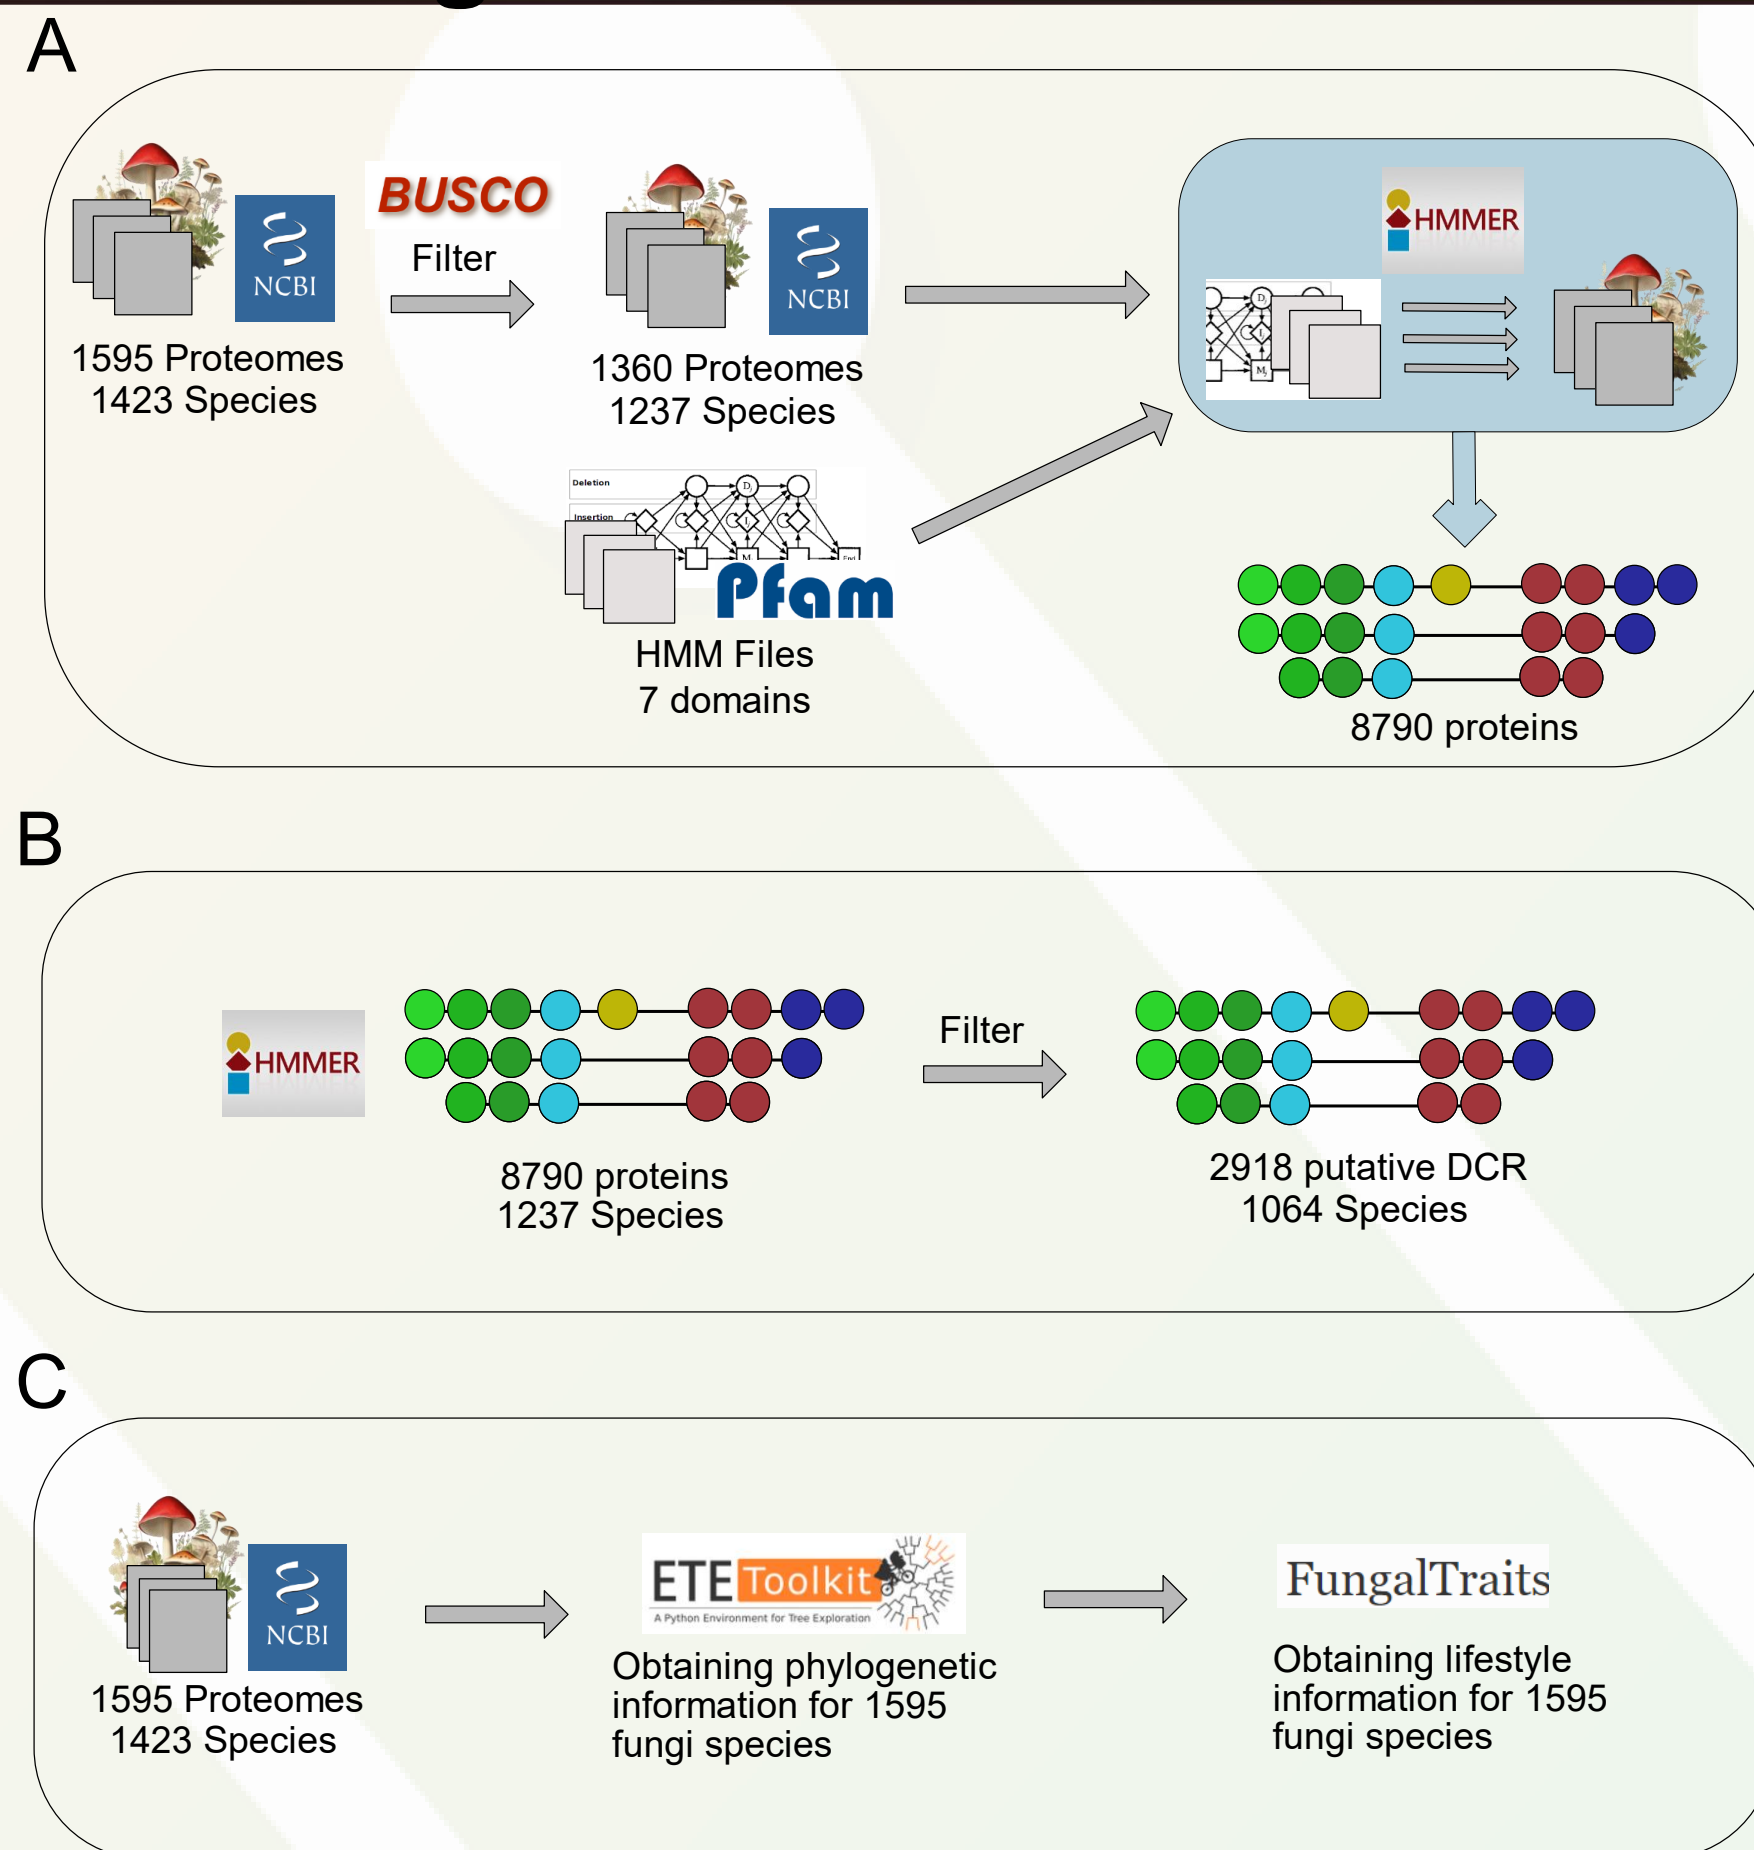 A
BUSCO
Filter
NCBI
1595 Proteomes
1423 Species
NCBI
1360 Proteomes
1237 Species
HMMER
D
I
M
Deletion
Insertion
D
I
M
End
Pfam
HMM Files
7 domains
8790 proteins
B
HMMER
8790 proteins
1237 Species
Filter
2918 putative DCR
1064 Species
C
NCBI
1595 Proteomes
1423 Species
ETE Toolkit
A Python Environment for Tree Exploration
Obtaining phylogenetic
information for 1595
fungi species
FungalTraits
Obtaining lifestyle
information for 1595
fungi species